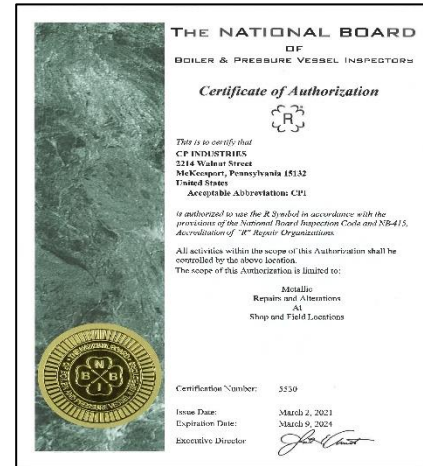 THE NATIONAL BOARD
OF
BOILER & PRESSURE VESSEL INSPECTORS
Certificate of Authorization
R
This is to certify that
CP INDUSTRIES
2214 Walnut Street
McKeesport, Pennsylvania 15132
United States
Acceptable Abbreviation: CPI
is authorized to use the R Symbol in accordance with the
provisions of the National Board Inspection Code and NB-415,
Accreditation of "R" Repair Organizations.
All activities within the scope of this Authorization shall be
controlled by the above location.
The scope of this Authorization is limited to:
Metallic
Repairs and Alterations
At
Shop and Field Locations
N
B B
I
Certification Number: 5530
Issue Date: March 2, 2021
Expiration Date: March 9, 2024
Executive Director